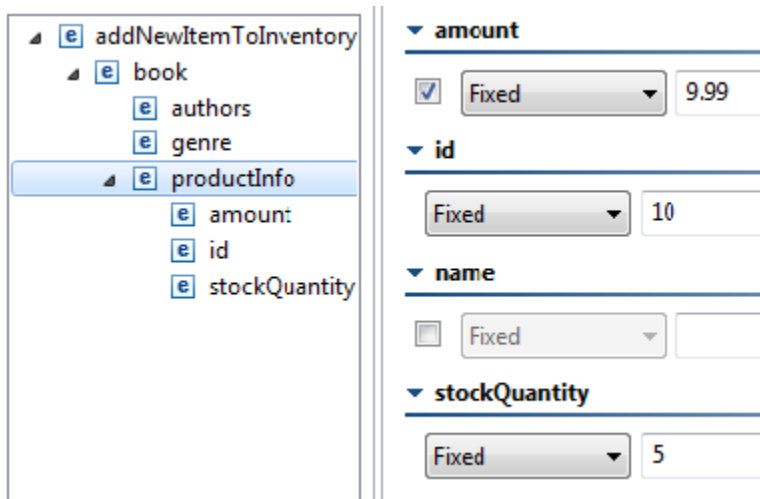 addNewItemToInventory
book
authors
genre
productInfo
amount
id
stockQuantity
amount
Fixed 9.99
id
Fixed 10
name
Fixed
stockQuantity
Fixed 5